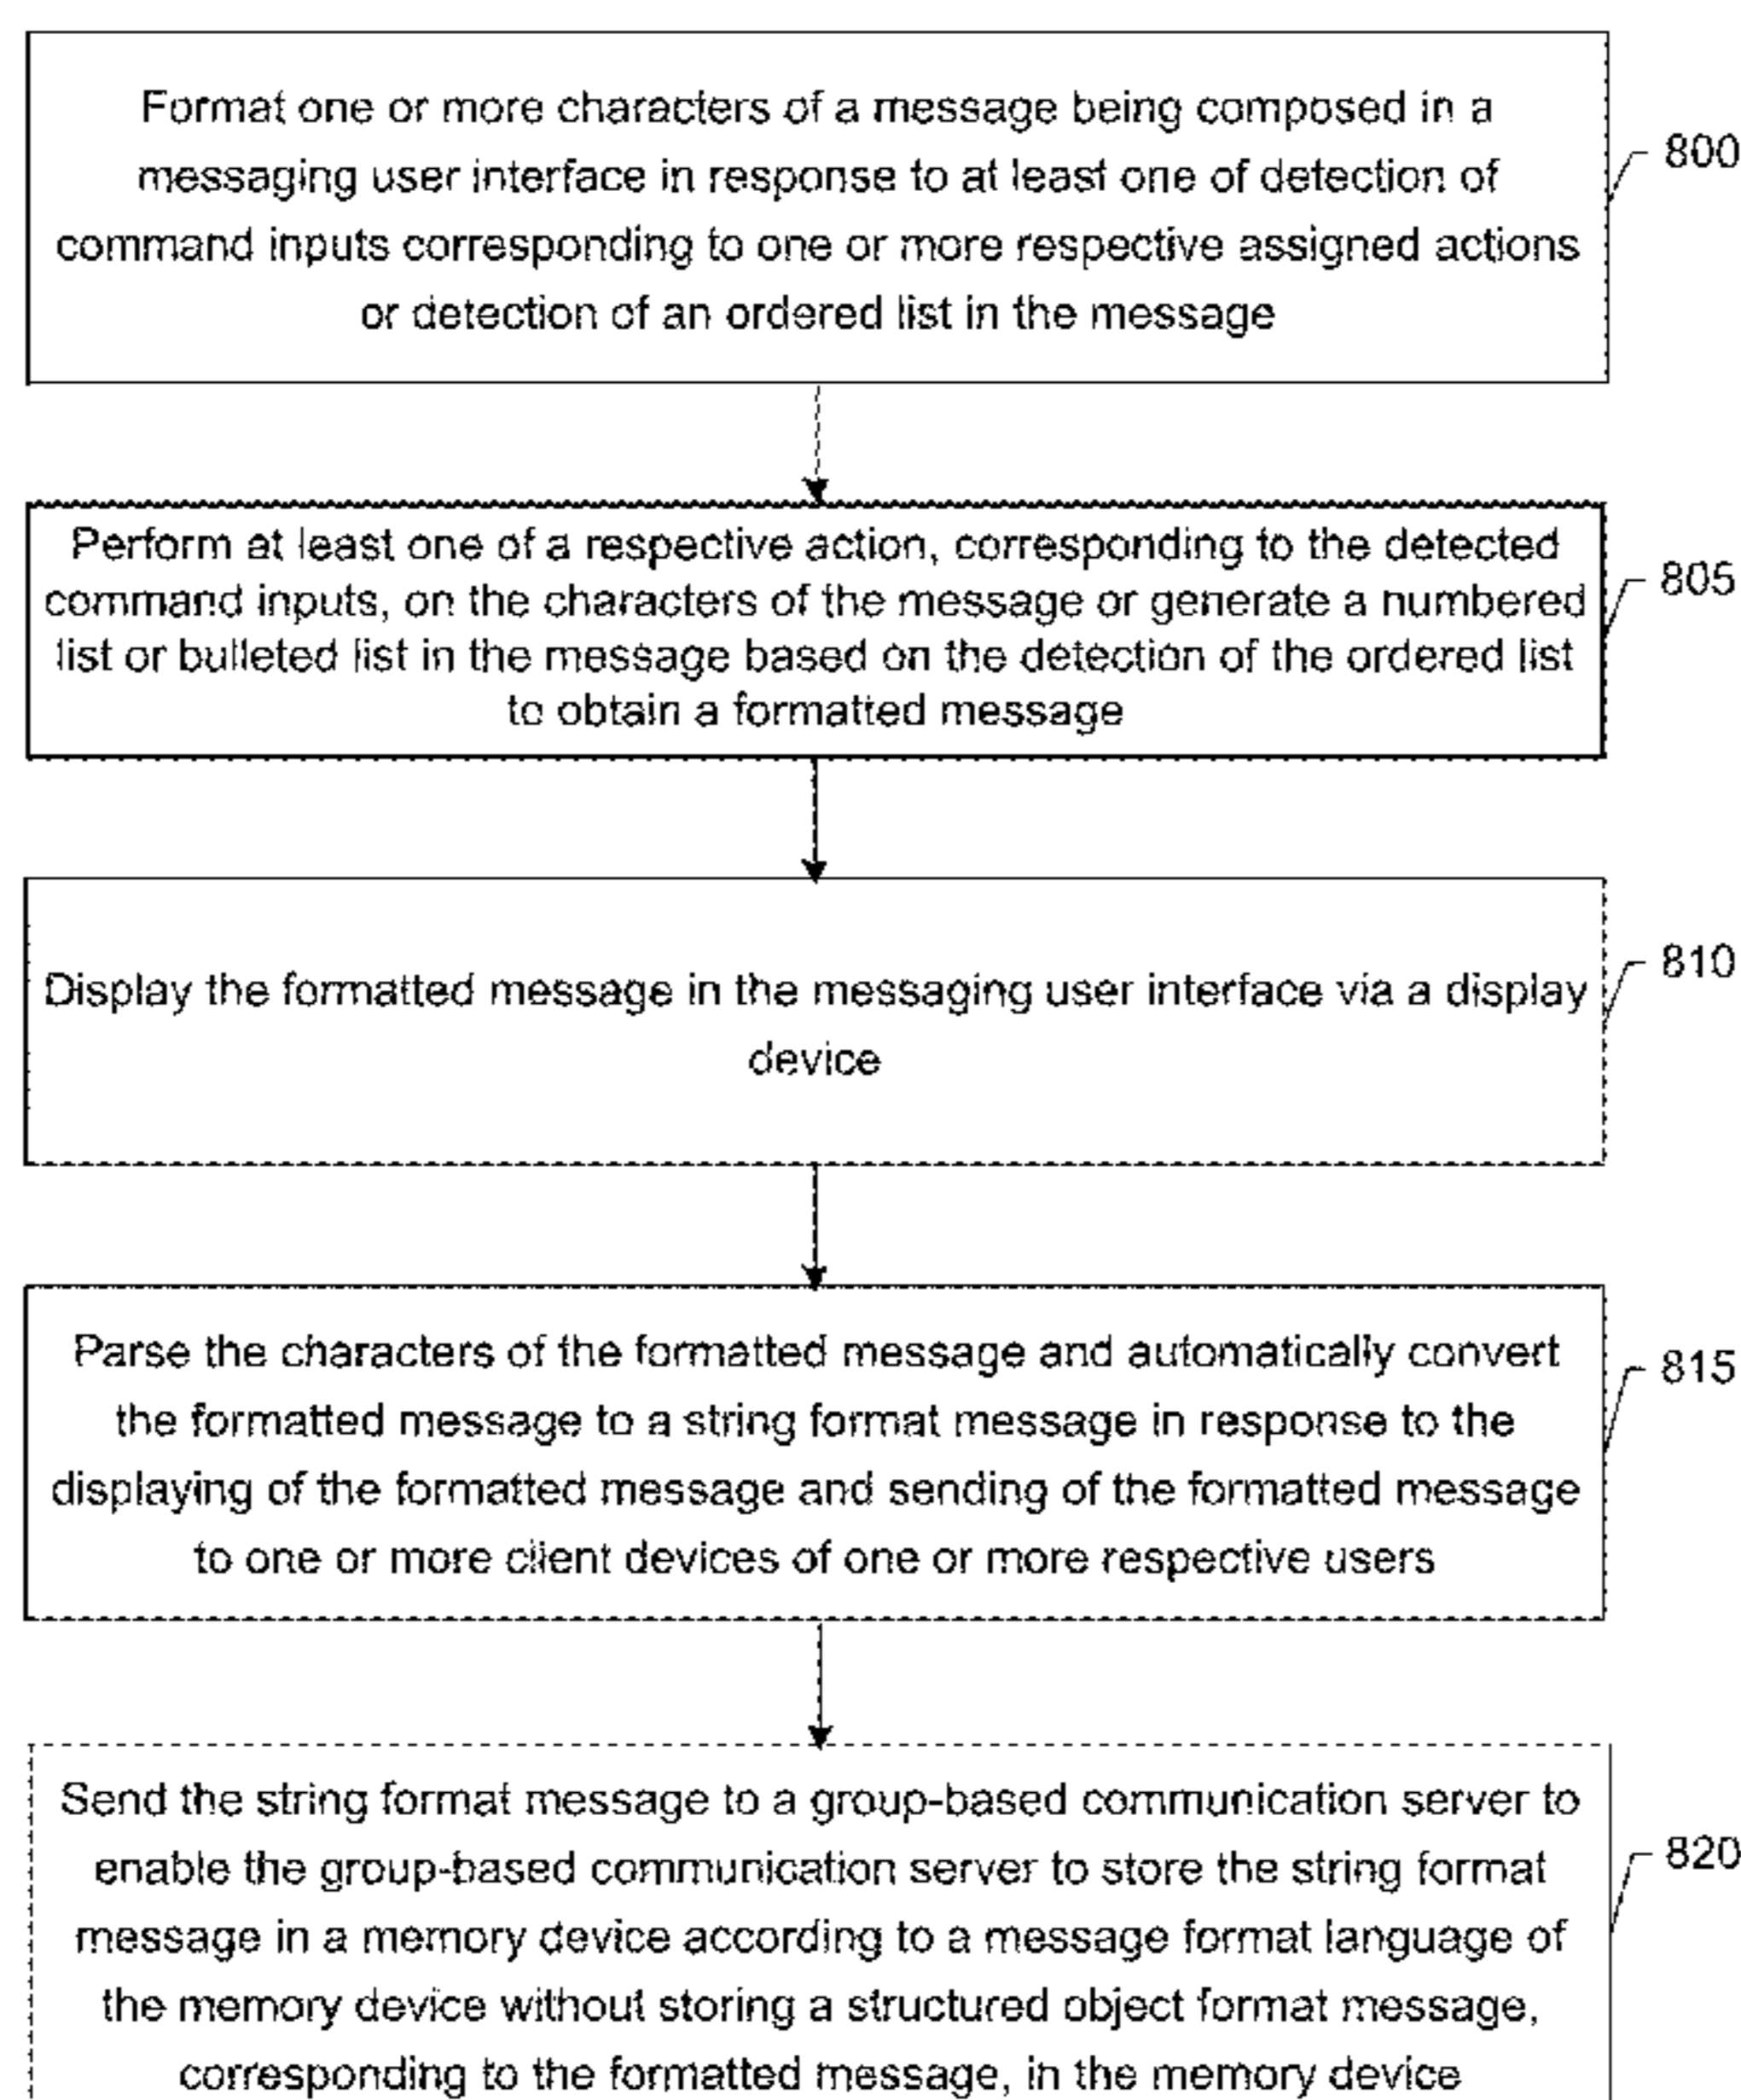 Format one or more characters of a message being composed in a
messaging user interface in response to at least one of detection of
command inputs corresponding to one or more respective assigned actions
or detection of an ordered list in the message
800
Perform at least one of a respective action, corresponding to the detected
command inputs, on the characters of the message or generate a numbered
list or bulleted list in the message based on the detection of the ordered list
to obtain a formatted message
805
Display the formatted message in the messaging user interface via a display
device
810
Parse the characters of the formatted message and automatically convert
the formatted message to a string format message in response to the
displaying of the formatted message and sending of the formatted message
to one or more client devices of one or more respective users
815
Send the string format message to a group-based communication server to
enable the group-based communication server to store the string format
message in a memory device according to a message format language of
the memory device without storing a structured object format message,
corresponding to the formatted message, in the memory device
820